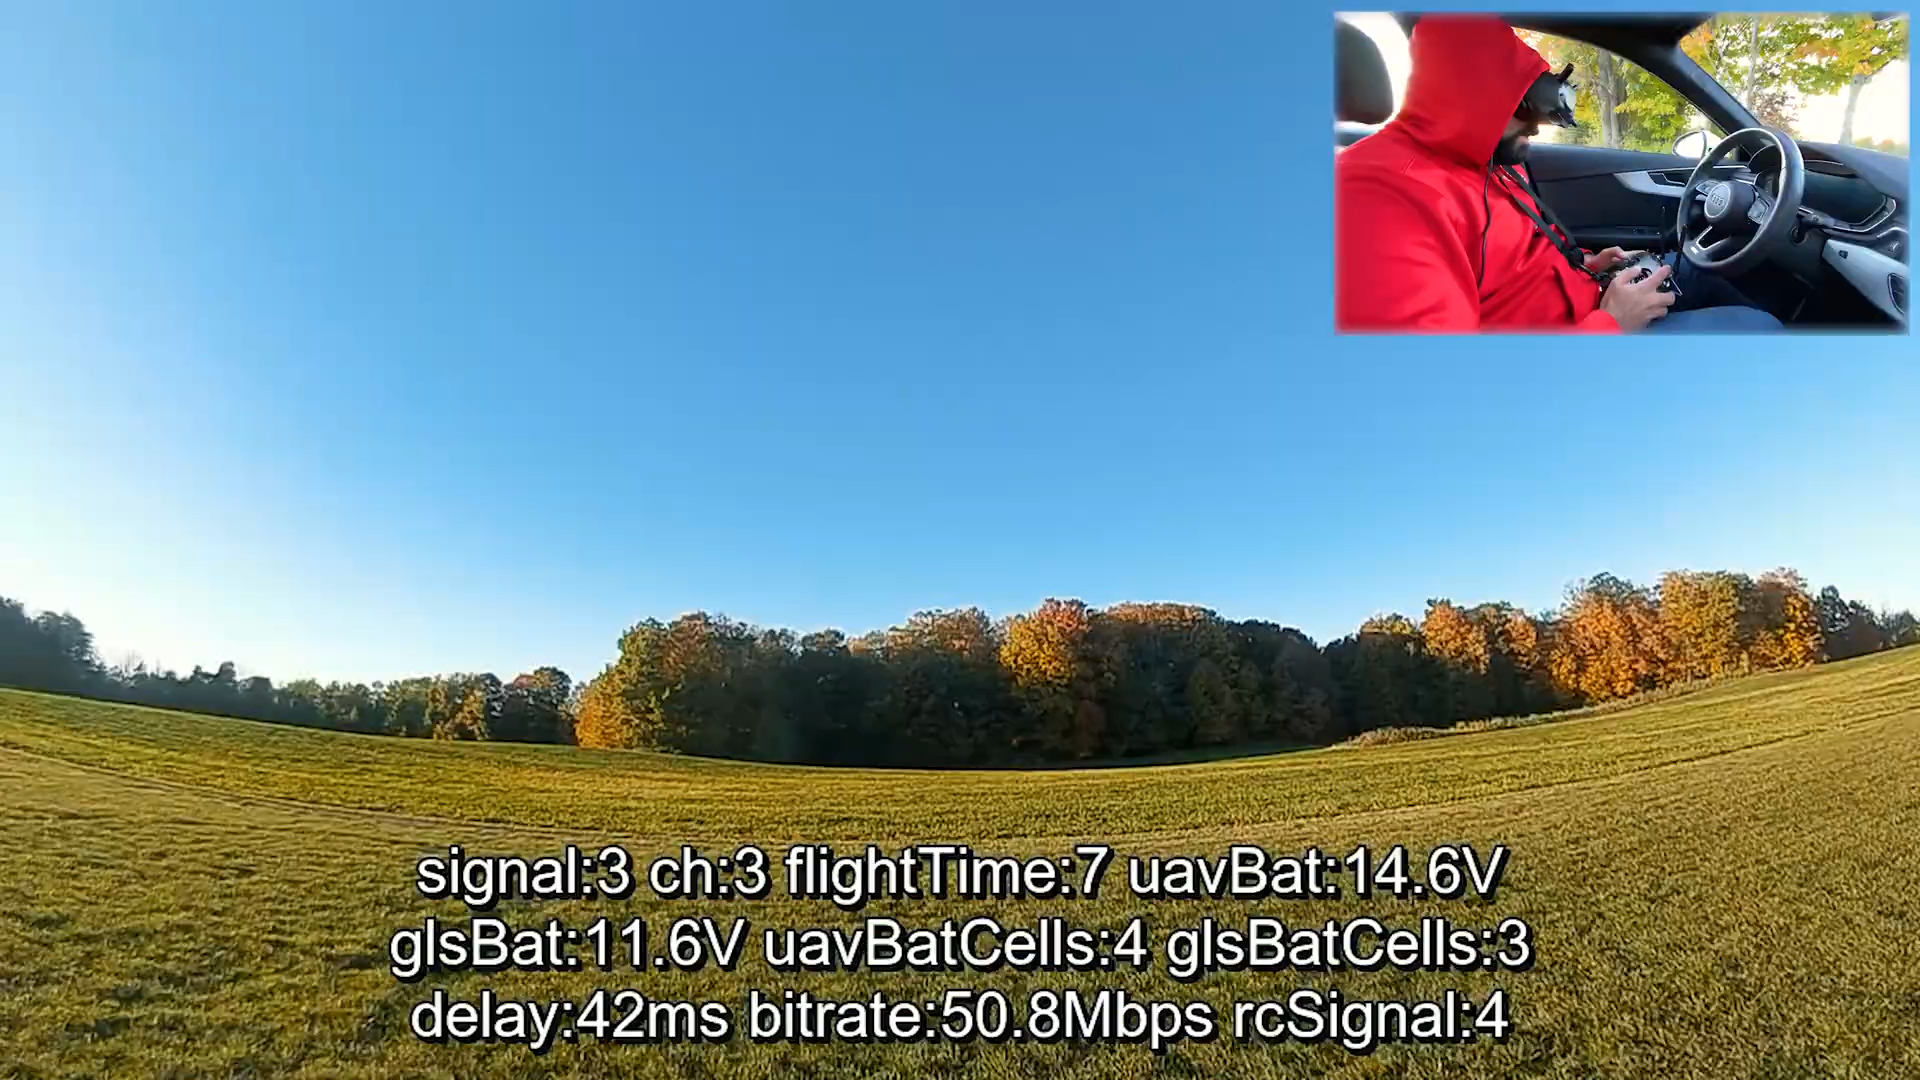 signal:3 ch:3 flightTime:7 uavBat:14.6V
glsBat:11.6V uavBatCells:4 glsBatCells:3
delay:42ms bitrate:50.8Mbps rcSignal:4